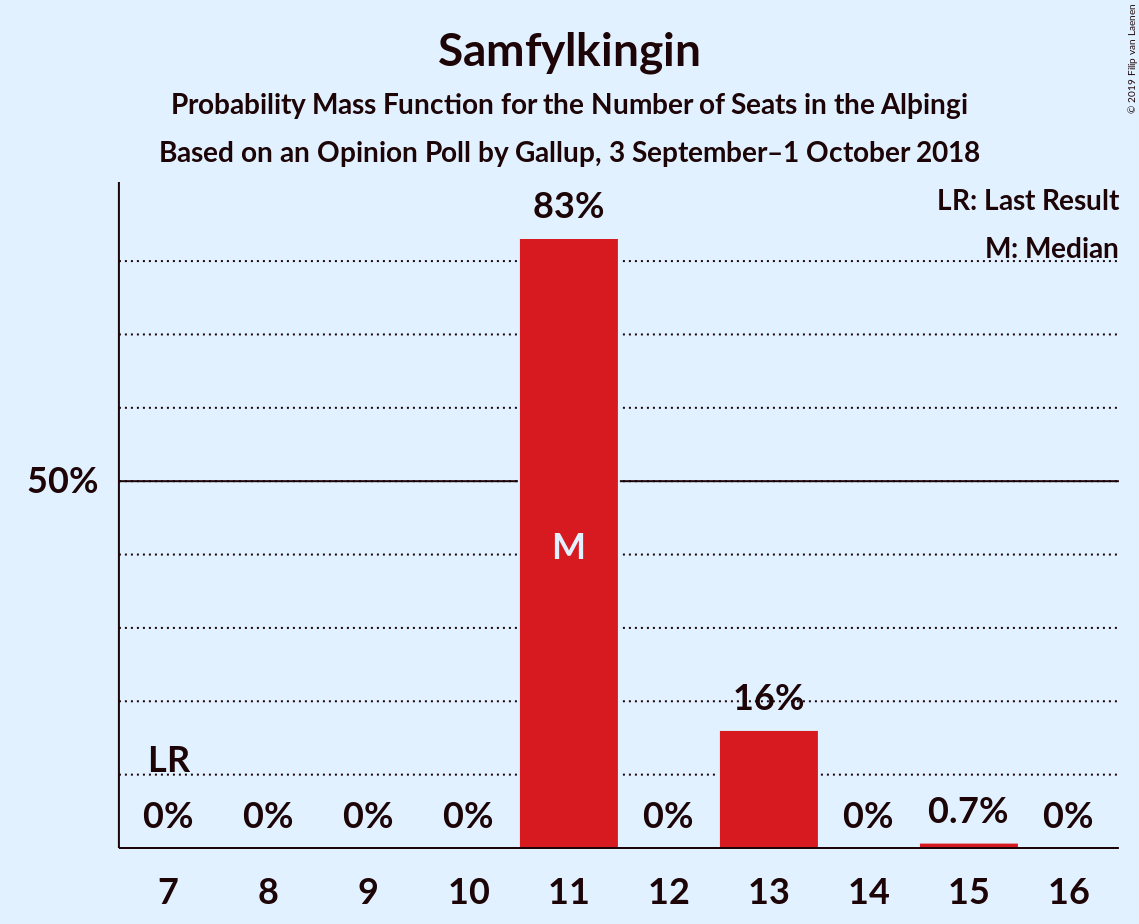 Samfylkingin
Probability Mass Function for the Number of Seats in the Alþingi
Based on an Opinion Poll by Gallup, 3 September–1 October 2018
© 2019 Filip van Laenen
LR: Last Result
M: Median
83%
50%
M
16%
LR
0% 0% 0% 0% 0% 0% 0.7% 0%
7 8 9 10 11 12 13 14 15 16